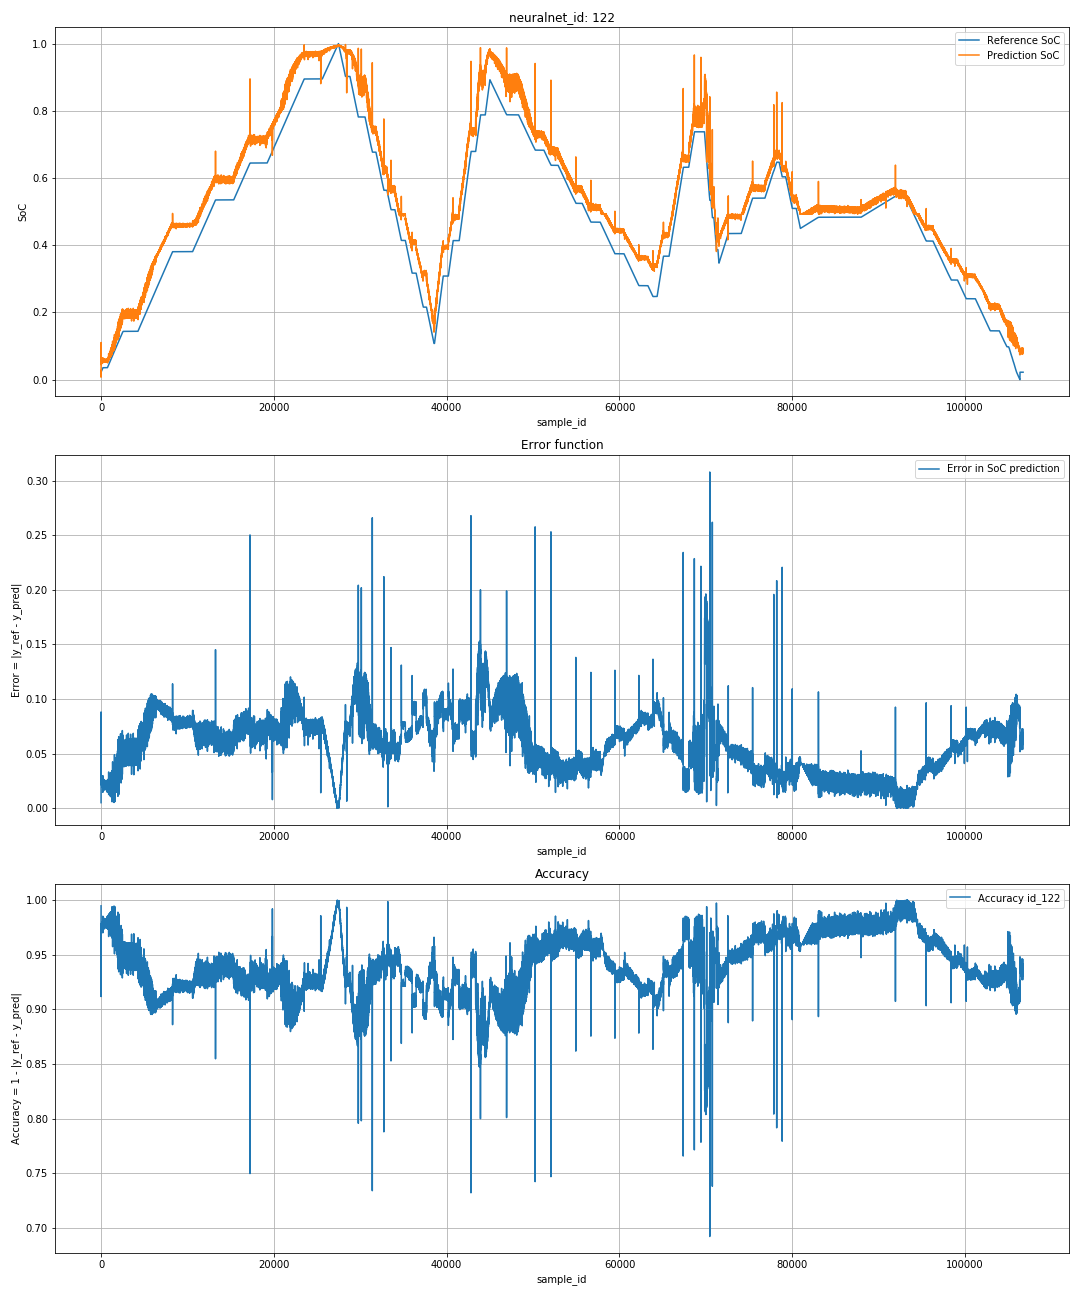 neuralnet_id: 122
Reference SoC
Prediction SoC
SoC
1.0
0.8
0.6
0.4
0.2
0.0
0 20000 40000 60000 80000 100000
sample_id
Error function
Error in SoC prediction
Error = |y_ref - y_pred|
0.30
0.25
0.20
0.15
0.10
0.05
0.00
0 20000 40000 60000 80000 100000
sample_id
Accuracy
Accuracy id_122
Accuracy = 1 - |y_ref - y_pred|
1.00
0.95
0.90
0.85
0.80
0.75
0.70
0 20000 40000 60000 80000 100000
sample_id